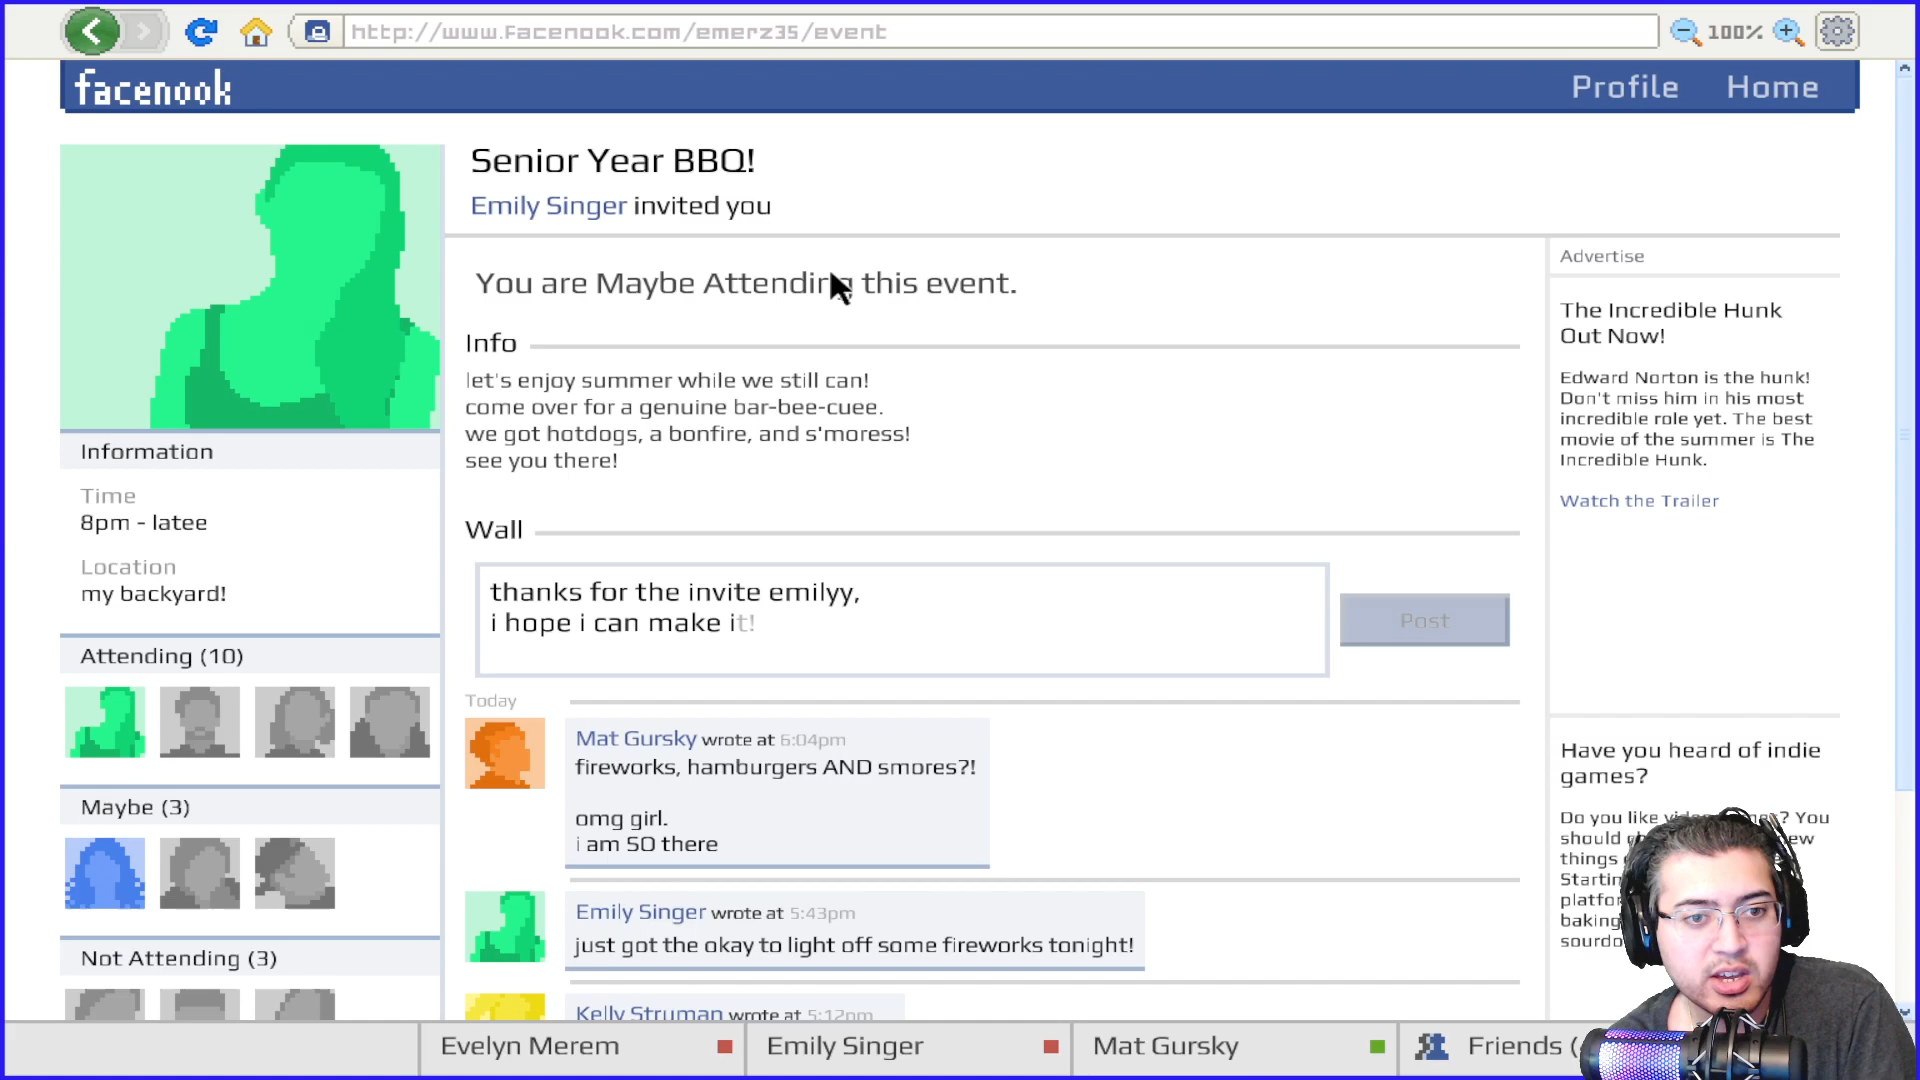 http://www.facenook.com/emerz35/event
100%
facenook
Profile
Home
Senior Year BBQ!
Emily Singer invited you
You are Maybe Attending this event.
Info
let's enjoy summer while we still can!
come over for a genuine bar-bee-cuee.
we got hotdogs, a bonfire, and s'moress!
see you there!
Information
Time
8pm - latee
Location
my backyard!
Attending (10)
Maybe (3)
Not Attending (3)
Wall
thanks for the invite emilyy,
i hope i can make it!
Post
Today
Mat Gursky wrote at 6:04pm
fireworks, hamburgers AND smores?!
omg girl.
i am SO there
Emily Singer wrote at 5:43pm
just got the okay to light off some fireworks tonight!
Kelly Struman wrote at 5:12pm
Advertise
The Incredible Hunk
Out Now!
Edward Norton is the hunk!
Don't miss him in his most
incredible role yet. The best
movie of the summer is The
Incredible Hunk.
Watch the Trailer
Have you heard of indie
games?
Do you like You
should
things
baking
Evelyn Merem
Emily Singer
Mat Gursky
Friends (